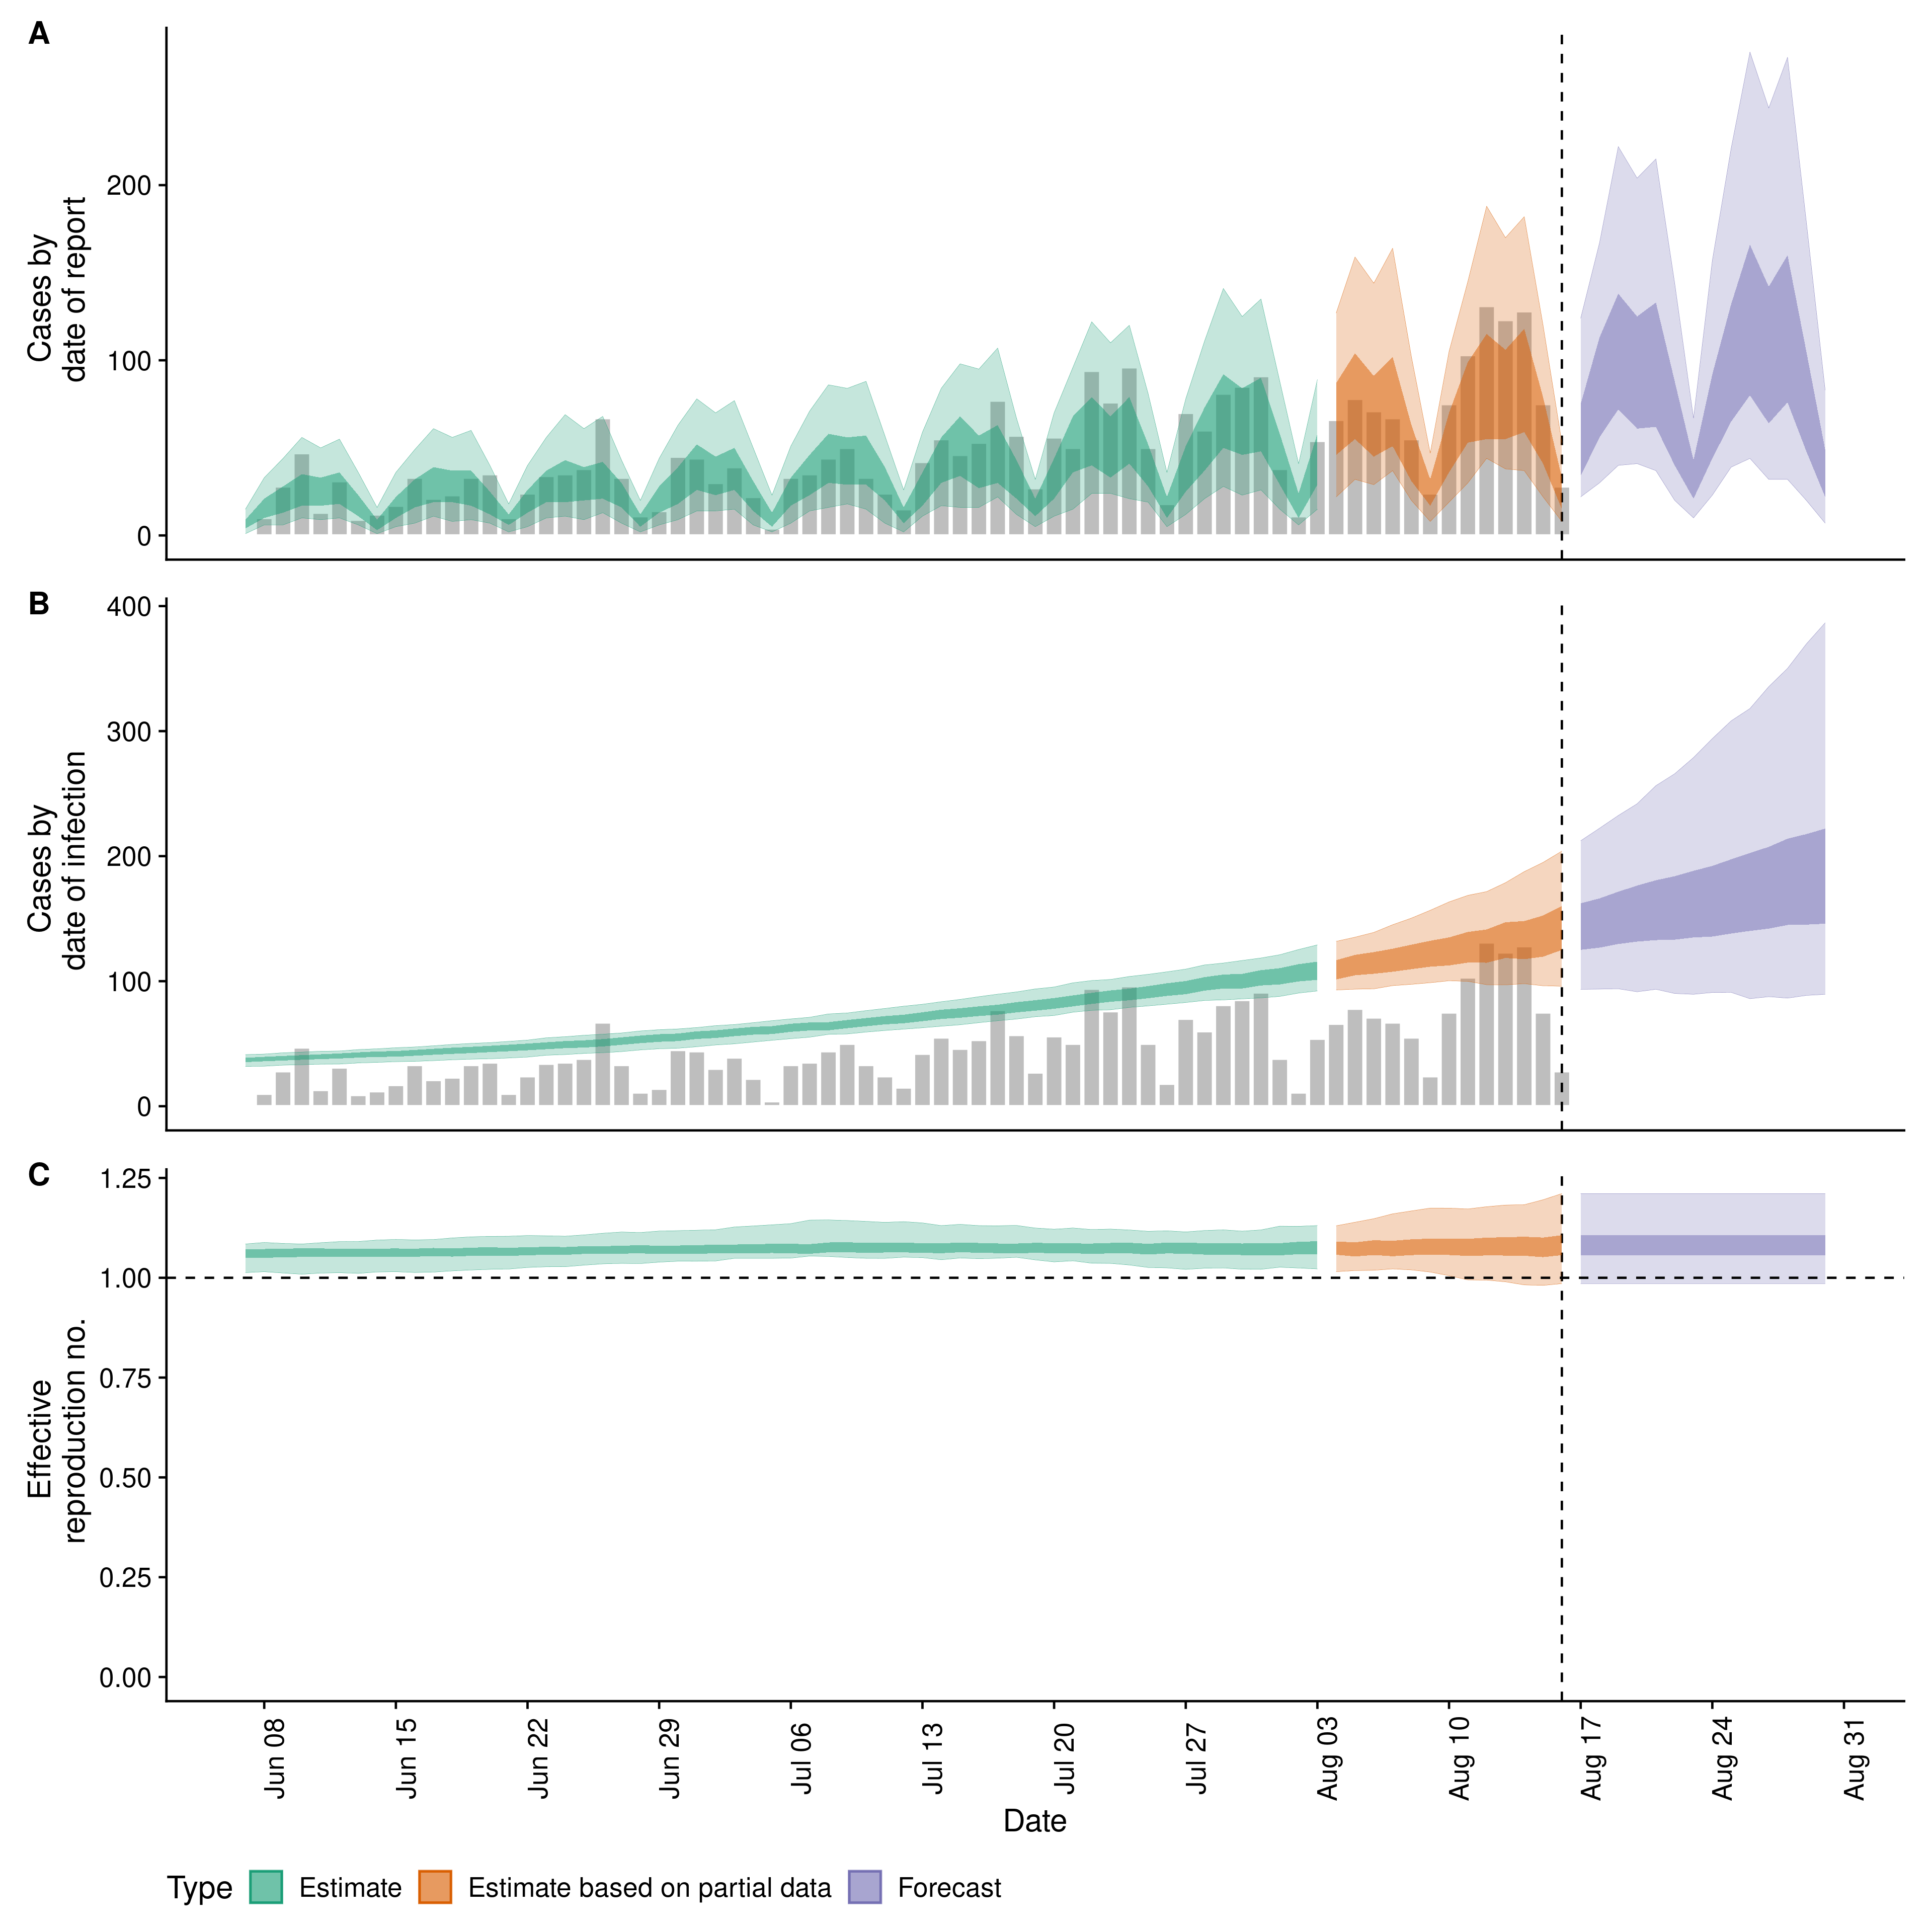 A
Cases by
date of report
200
100
0
B
Cases by
date of infection
400
300
200
100
0
C
Effective
reproduction no.
1.25
1.00
0.75
0.50
0.25
0.00
Jun 08
Jun 15
Jun 22
Jun 29
Jul 06
Jul 13
Jul 20
Jul 27
Aug 03
Aug 10
Aug 17
Aug 24
Aug 31
Date
Type Estimate Estimate based on partial data Forecast